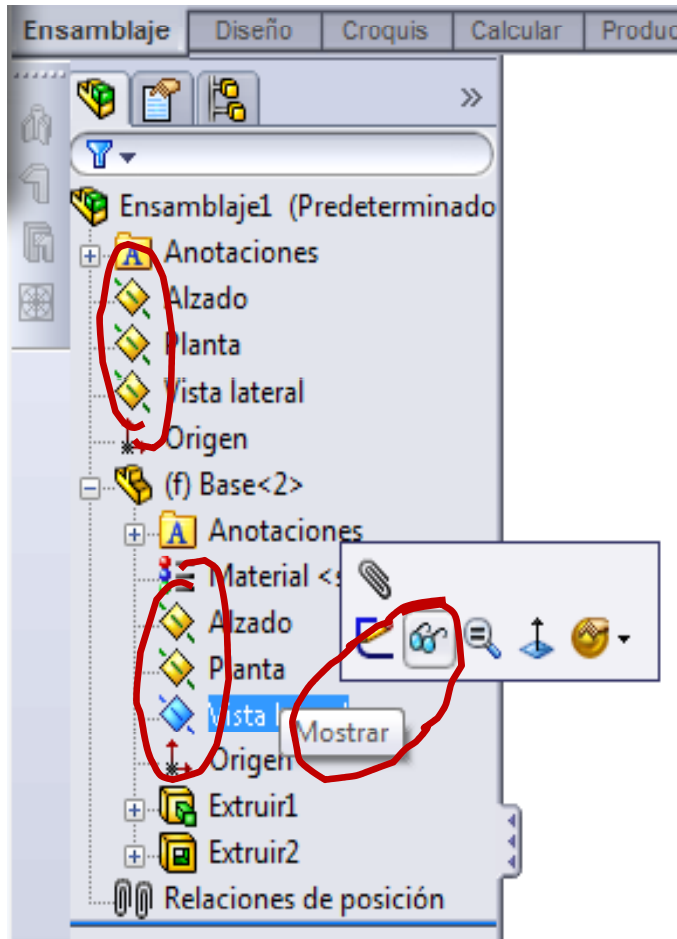 Ensamblaje Diseño Croquis Calcular Produc
Ensamblaje1 (Predeterminado
A Anotaciones
Alzado
Planta
Vista lateral
Origen
(f) Base<2>
A Anotaciones
Material <
Alzado
Planta
Vista
Mostrar
Origen
Extruir1
Extruir2
Relaciones de posición